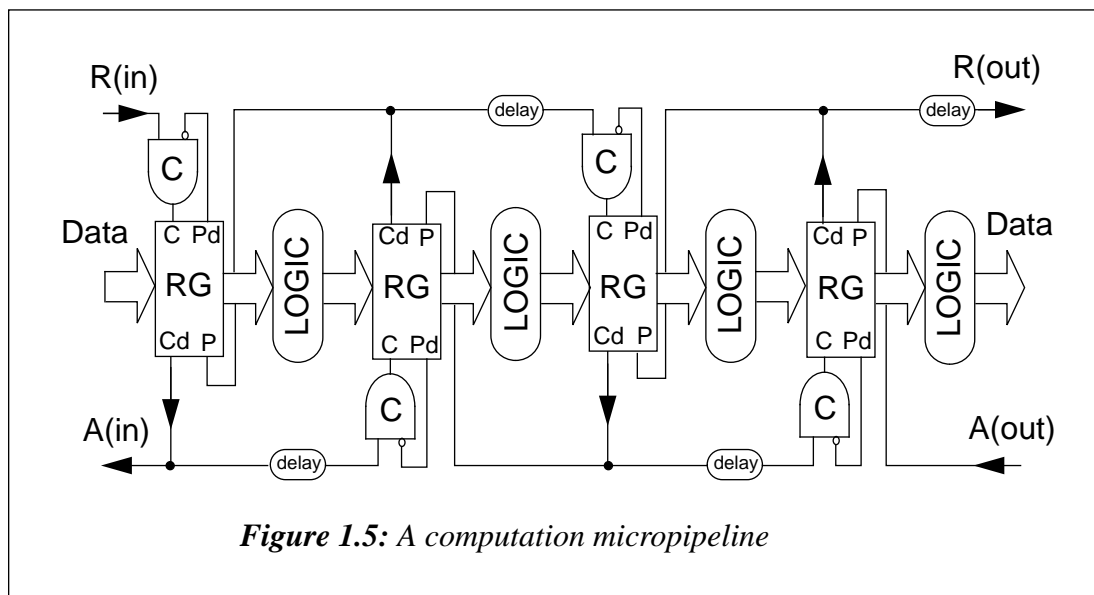 R(in)
R(out)
delay
delay
C
C
C Pd
Cd P
C Pd
Cd P
Data
RG
LOGIC
RG
LOGIC
RG
LOGIC
RG
LOGIC
Data
Cd P
C Pd
Cd P
C Pd
C
C
A(in)
A(out)
delay
delay
Figure 1.5: A computation micropipeline